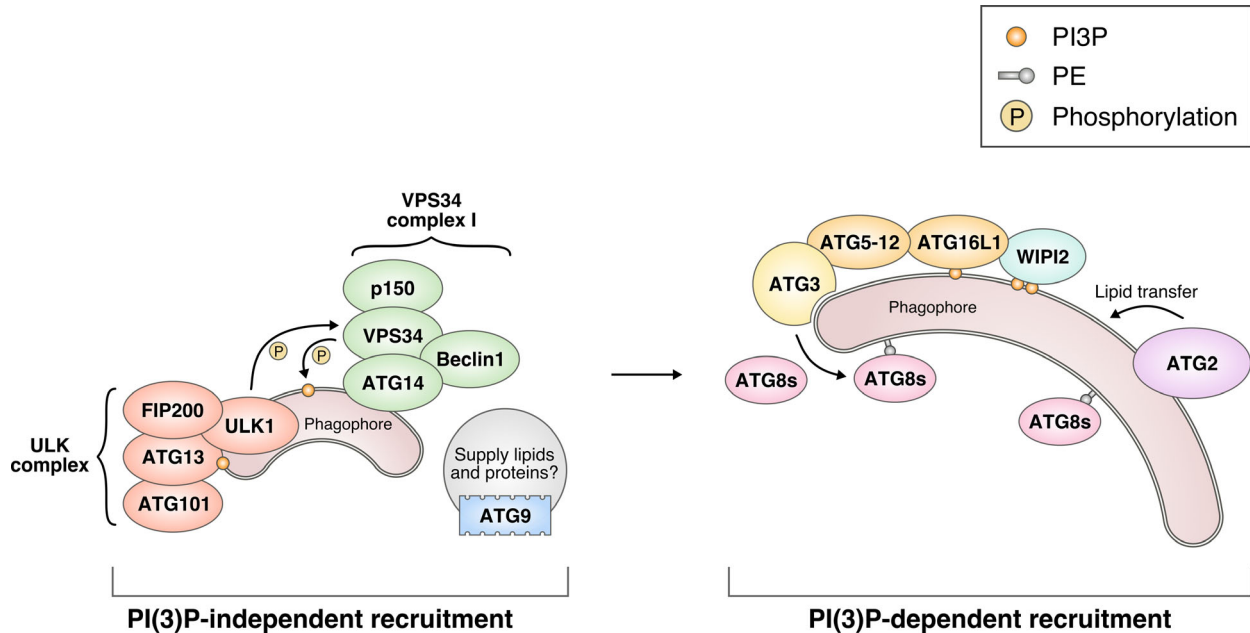 PI3P
PE
P
Phosphorylation
VPS34
complex I
p150
VPS34
Beclin1
ATG14
P
P
ULK
complex
FIP200
ULK1
ATG13
ATG101
Phagophore
Supply lipids
and proteins?
ATG9
PI(3)P-independent recruitment
ATG5-12
ATG16L1
WIPI2
ATG3
Phagophore
Lipid transfer
ATG2
ATG8s
ATG8s
ATG8s
PI(3)P-dependent recruitment